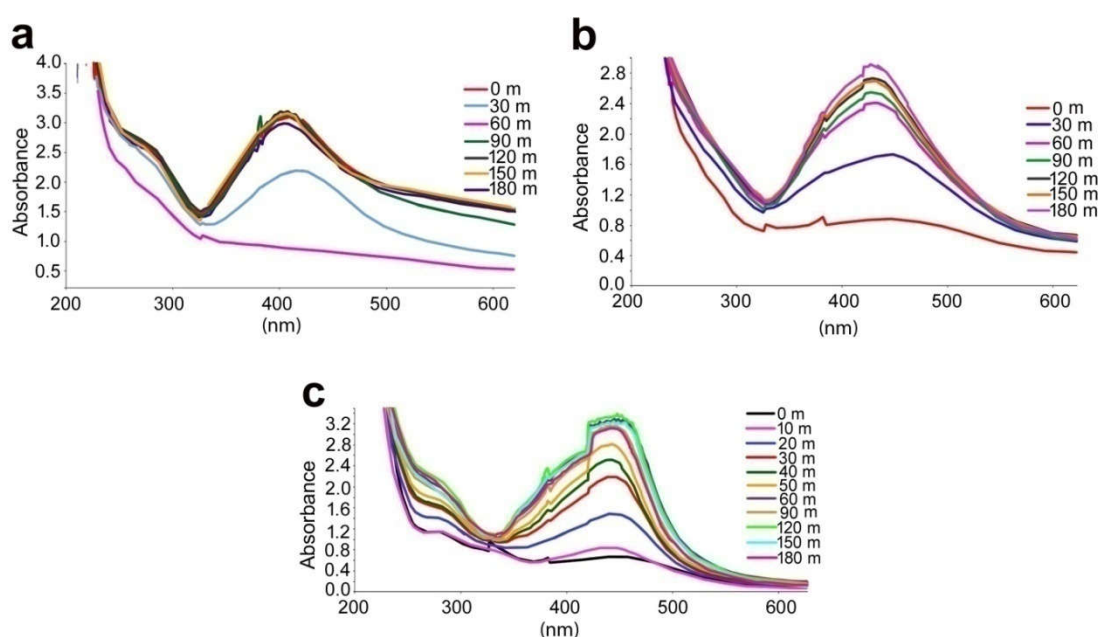 a
Absorbance
4.0
3.0
3.0
2.5
2.0
1.5
1.0
0.5
200 300 400 500 600
(nm)
0 m
30 m
60 m
90 m
120 m
150 m
180 m
b
Absorbance
2.8
2.4
2.0
1.6
1.2
0.8
0.4
0.0
200 300 400 500 600
(nm)
0 m
30 m
60 m
90 m
120 m
150 m
180 m
c
Absorbance
3.2
2.8
2.4
2.0
1.6
1.2
0.8
0.4
0.0
200 300 400 500 600
(nm)
0 m
10 m
20 m
30 m
40 m
50 m
60 m
90 m
120 m
150 m
180 m